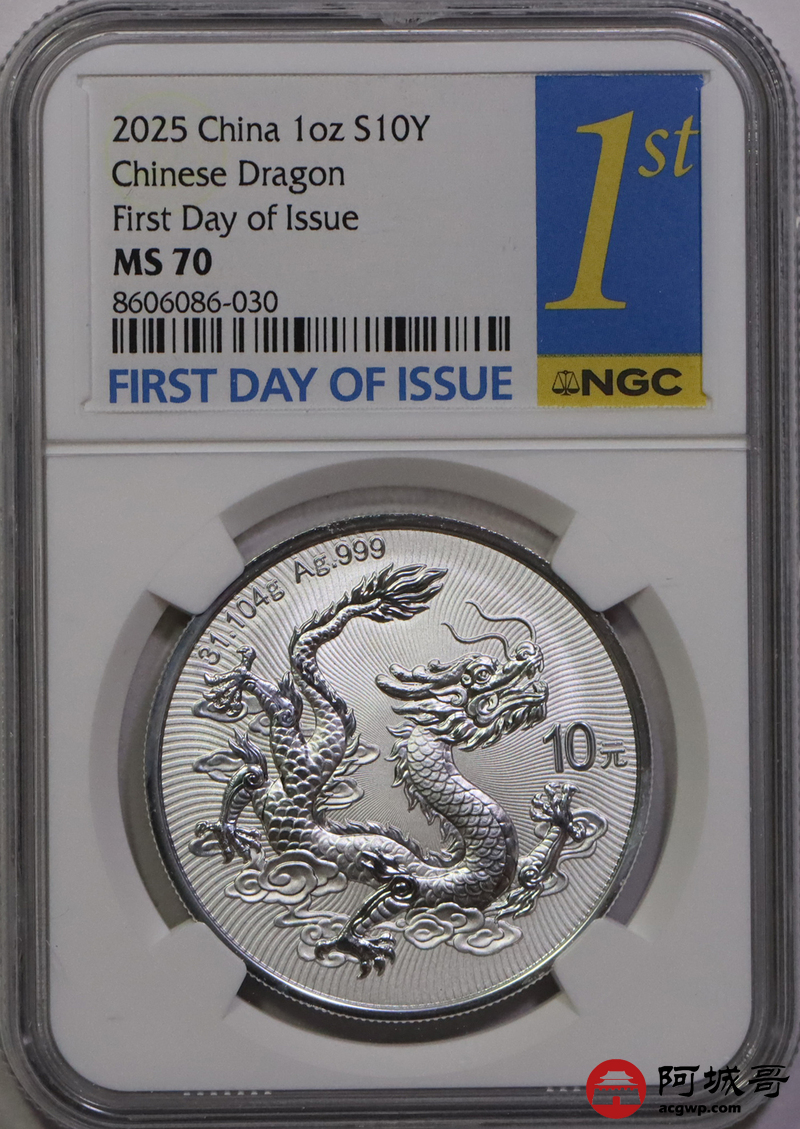 2025 China 1oz S10Y
Chinese Dragon
First Day of Issue
MS 70
8606086-030
FIRST DAY OF ISSUE
1st
NGC
31.104g Ag.999
10元
阿城哥
acgwp.com